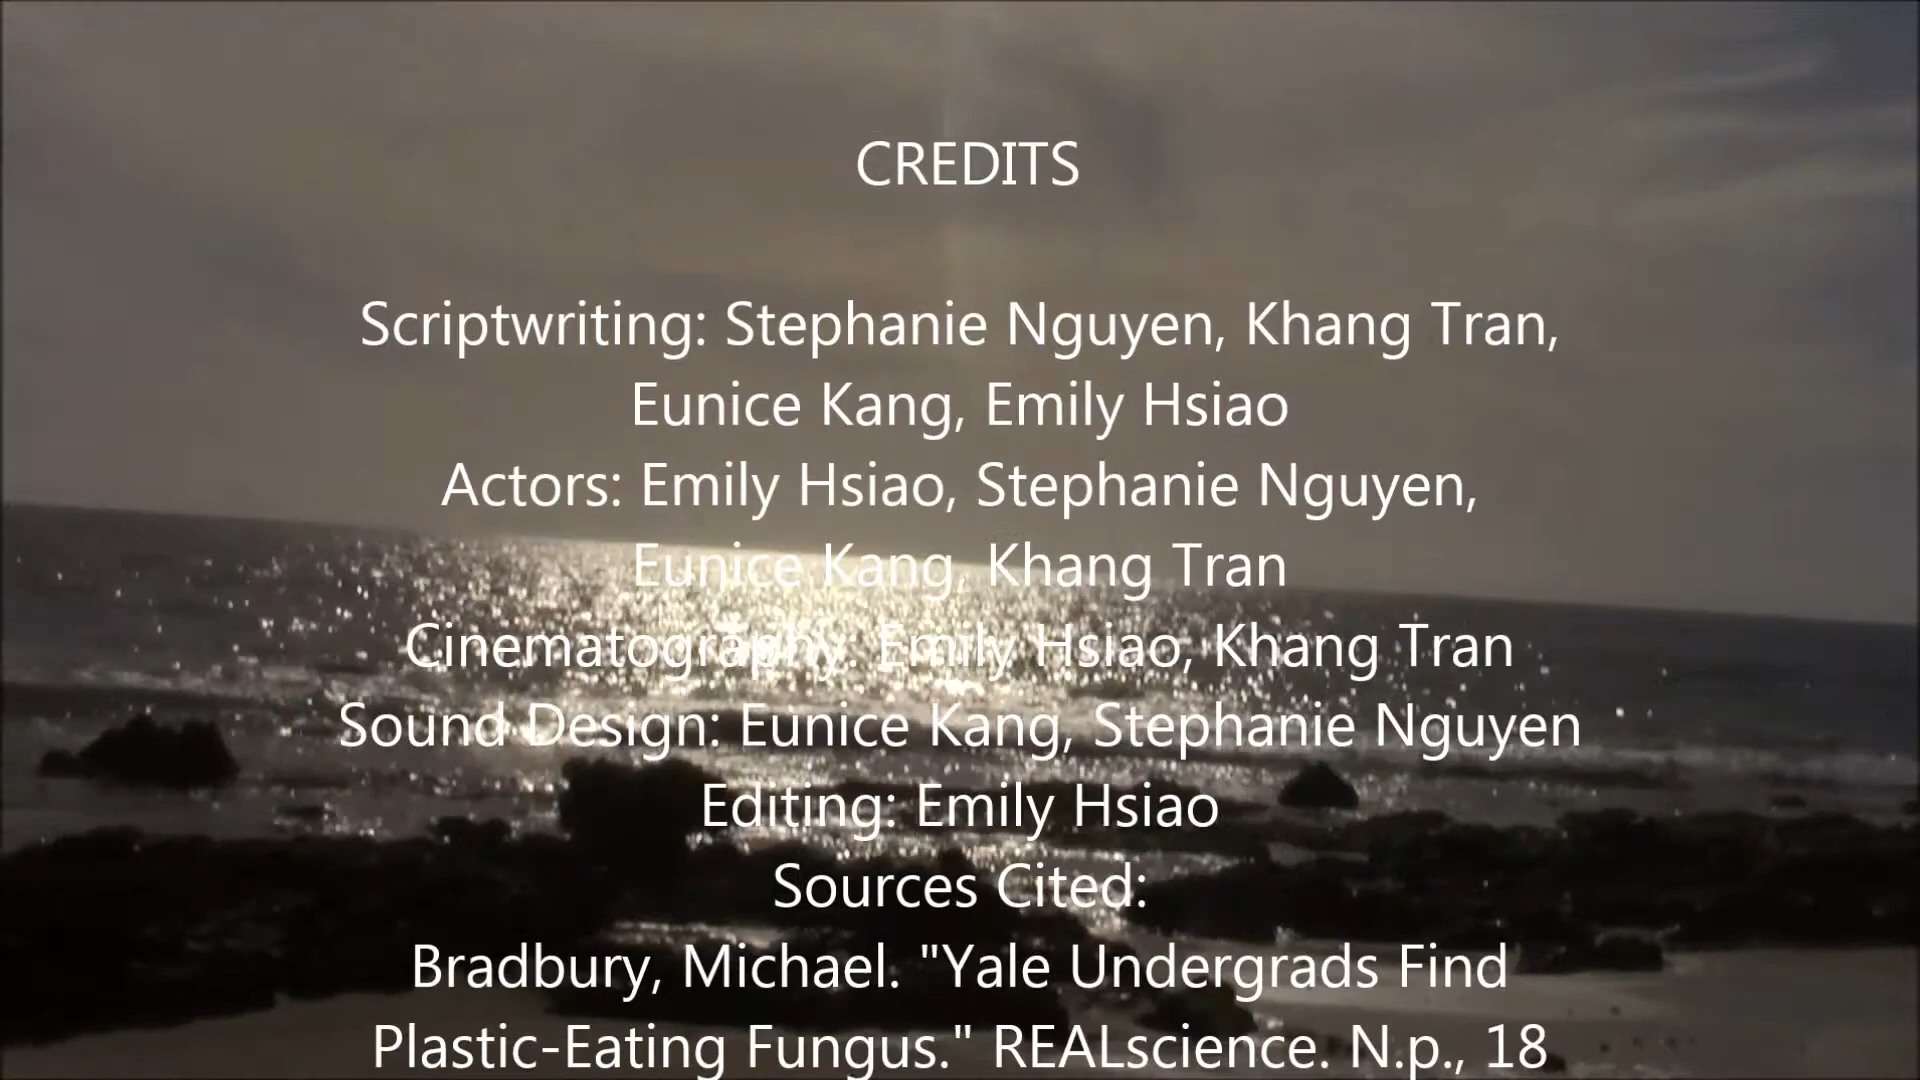 CREDITS
Scriptwriting: Stephanie Nguyen, Khang Tran,
Eunice Kang, Emily Hsiao
Actors: Emily Hsiao, Stephanie Nguyen,
Eunice Kang, Khang Tran
Cinematography: Emily Hsiao, Khang Tran
Sound Design: Eunice Kang, Stephanie Nguyen
Editing: Emily Hsiao
Sources Cited:
Bradbury, Michael. "Yale Undergrads Find
Plastic-Eating Fungus." REALscience. N.p., 18